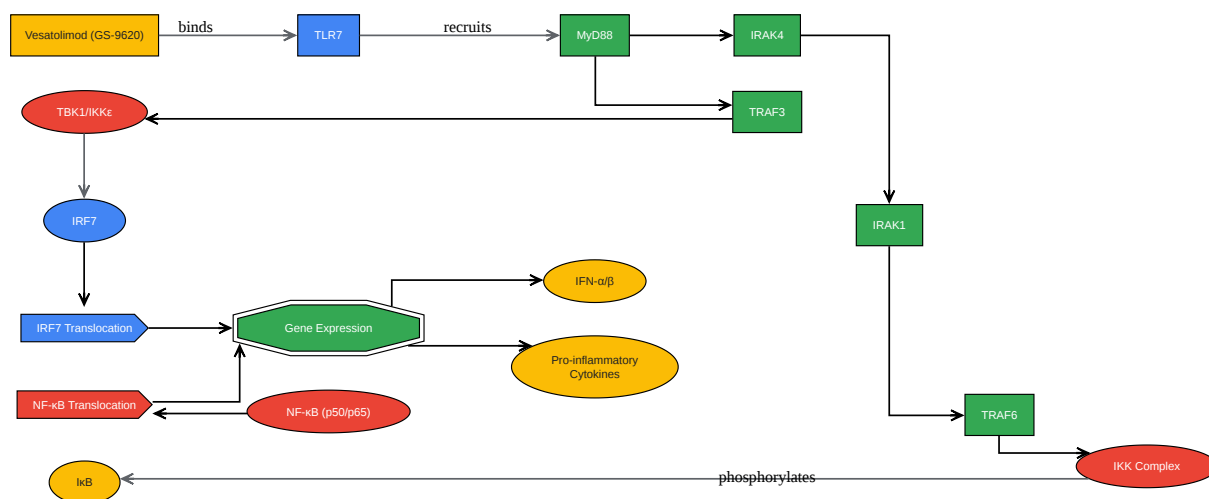 Vesatolimod (GS-9620)
binds
TLR7
recruits
MyD88
IRAK4
TBK1/IKKε
TRAF3
IRF7
IRAK1
IFN-α/β
IRF7 Translocation
Gene Expression
Pro-inflammatory
Cytokines
NF-κB Translocation
NF-κB (p50/p65)
TRAF6
IKK Complex
phosphorylates
IκB